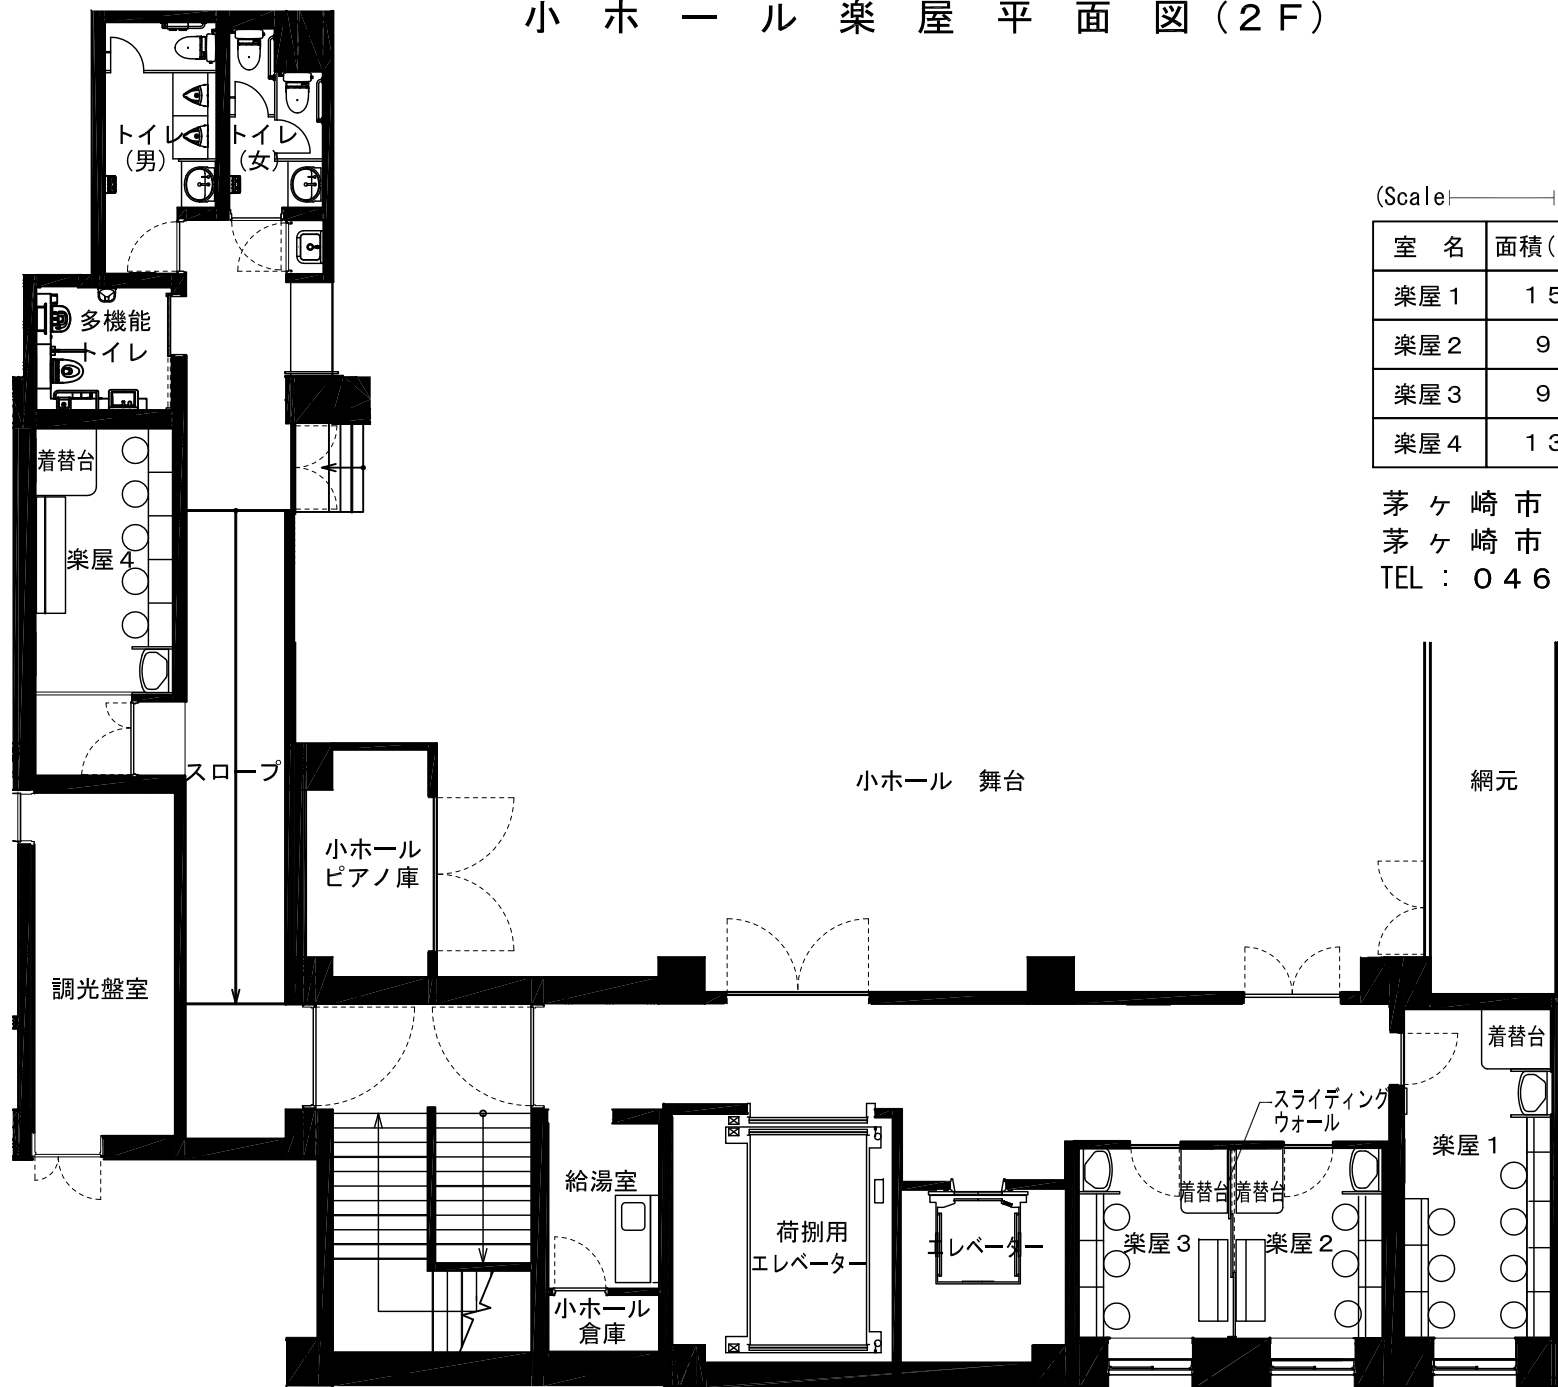 小ホール楽屋平面図(2F)
トイレ
(男)
トイレ
(女)
(Scale
室 名 面積(
楽屋1 15
楽屋2 9
楽屋3 9
楽屋4 13
茅ヶ崎市
茅ヶ崎市
TEL : 046
多機能
トイレ
着替台
楽屋4
スロープ
小ホール 舞台
網元
小ホール
ピアノ庫
調光盤室
着替台
スライディング
ウォール
楽屋1
給湯室
着替台
着替台
荷捌用
エレベーター
エレベーター
楽屋3
楽屋2
小ホール
倉庫